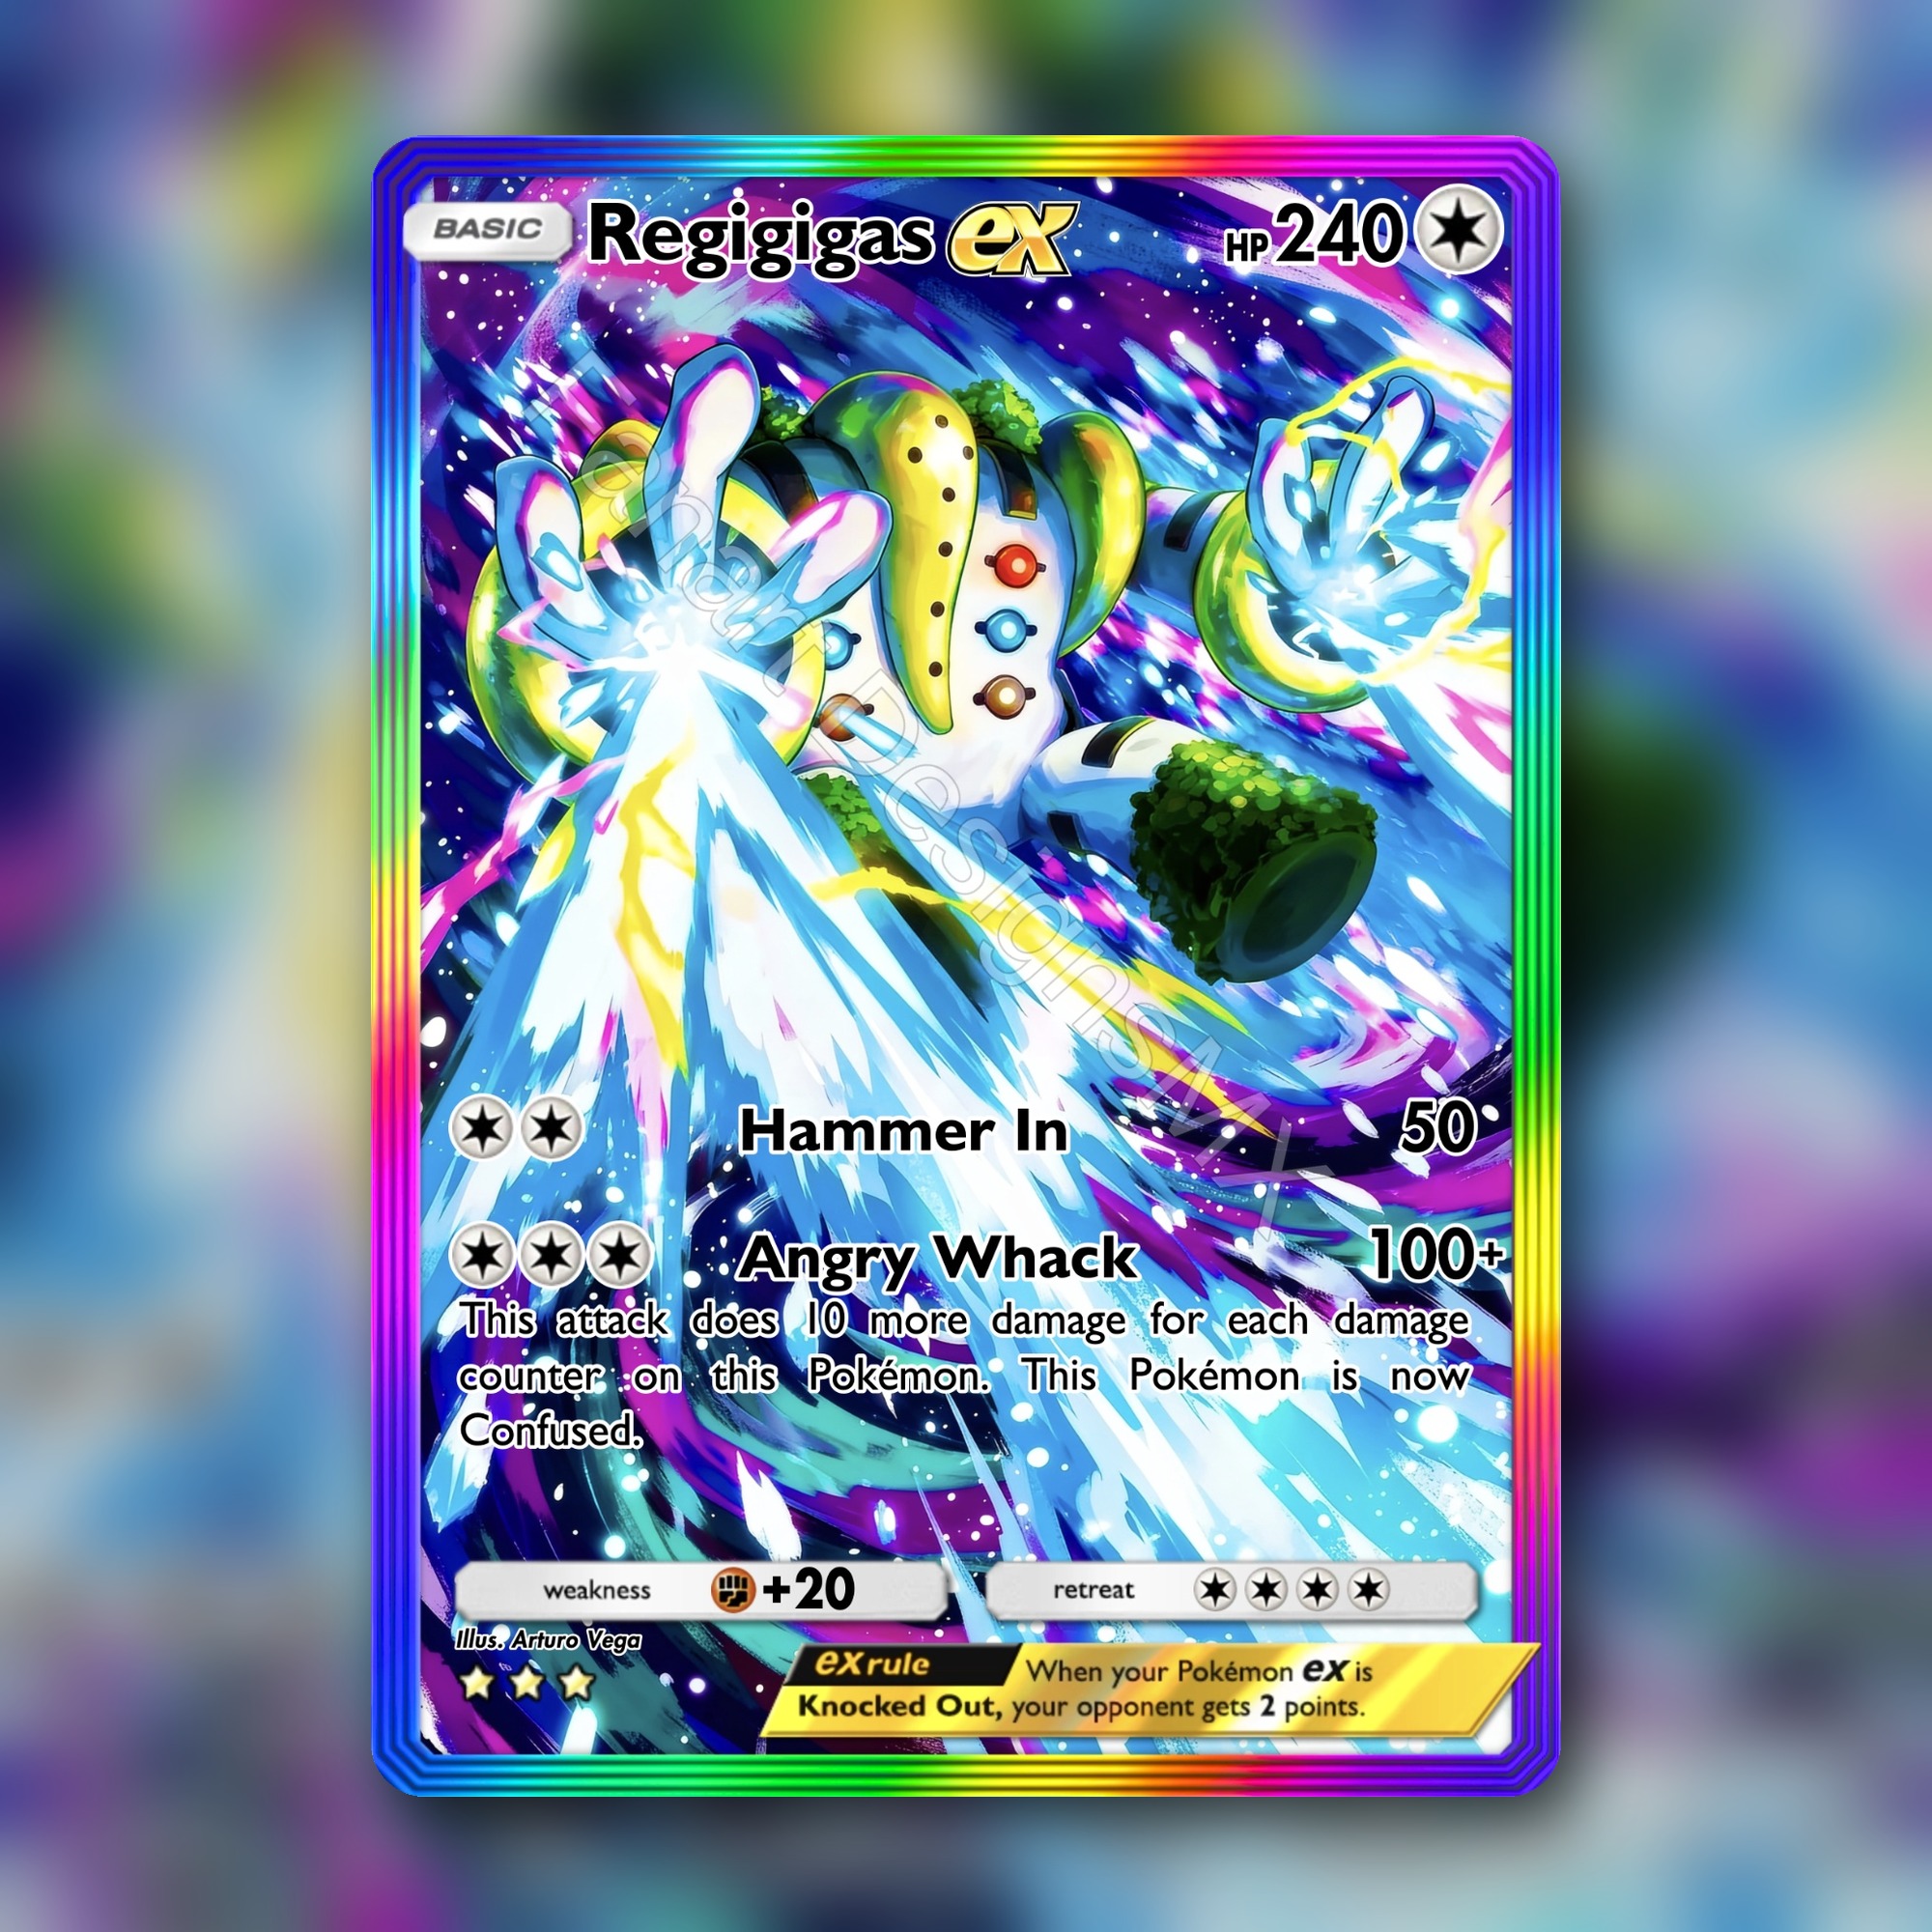 BASIC Regigigas ex HP 240
Hammer In 50
Angry Whack 100+
This attack does 10 more damage for each damage
counter on this Pokémon. This Pokémon is now
Confused.
weakness +20 retreat
Illus. Arturo Vega
ex rule When your Pokémon ex is
Knocked Out, your opponent gets 2 points.